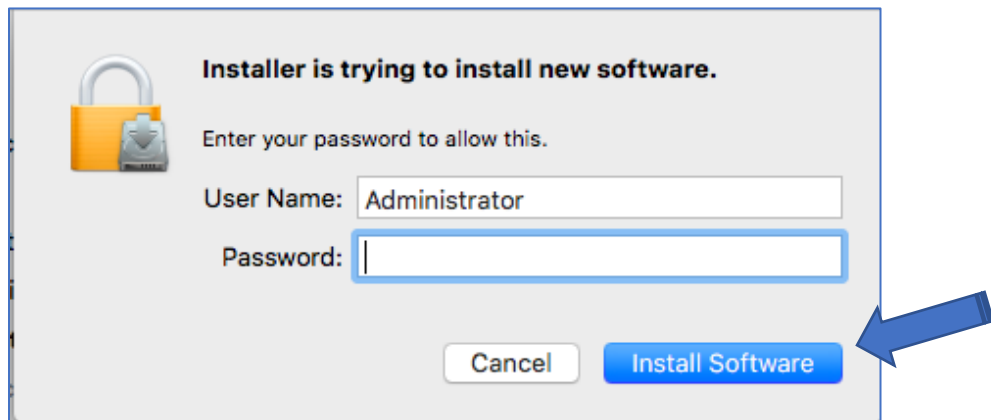 Installer is trying to install new software.
Enter your password to allow this.
User Name: Administrator
Password:
Cancel Install Software